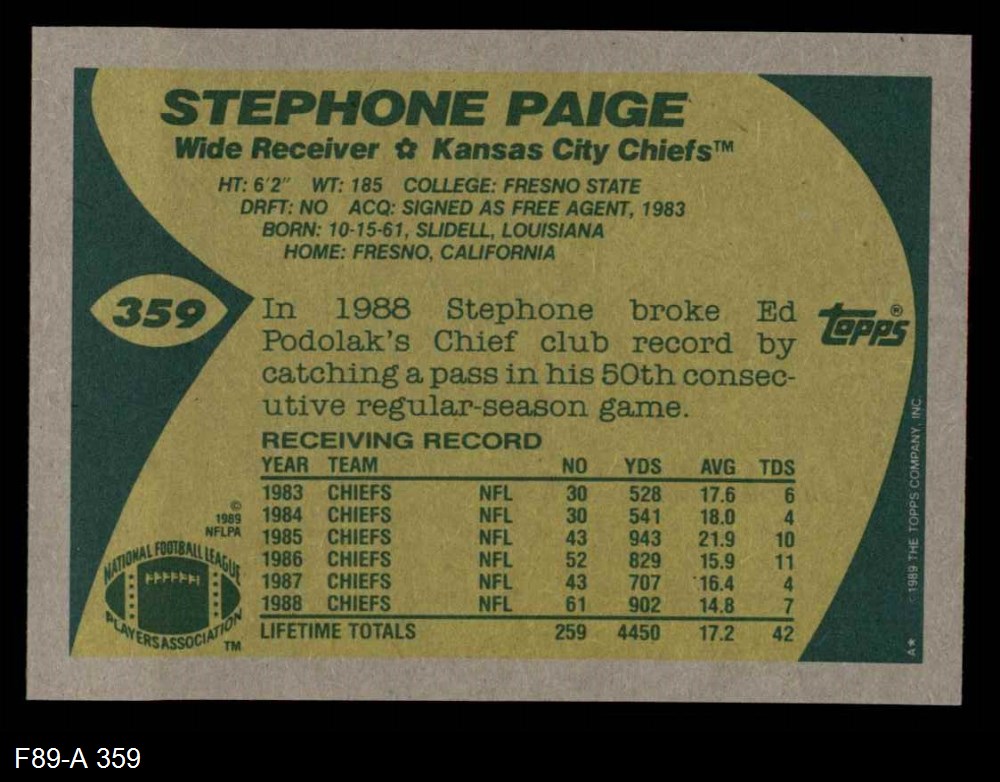 STEPHONE PAIGE
Wide Receiver ✿ Kansas City Chiefs™
HT: 6'2" WT: 185 COLLEGE: FRESNO STATE
DRFT: NO ACQ: SIGNED AS FREE AGENT, 1983
BORN: 10-15-61, SLIDELL, LOUISIANA
HOME: FRESNO, CALIFORNIA
359
In 1988 Stephone broke Ed
Podolak's Chief club record by
catching a pass in his 50th consec-
utive regular-season game.
topps®
RECEIVING RECORD
YEAR TEAM NO YDS AVG TDS
1983 CHIEFS NFL 30 528 17.6 6
1984 CHIEFS NFL 30 541 18.0 4
1985 CHIEFS NFL 43 943 21.9 10
1986 CHIEFS NFL 52 829 15.9 11
1987 CHIEFS NFL 43 707 16.4 4
1988 CHIEFS NFL 61 902 14.8 7
LIFETIME TOTALS 259 4450 17.2 42
©
1989
NFLPA
NATIONAL FOOTBALL LEAGUE
PLAYERS ASSOCIATION
TM
A* © 1989 THE TOPPS COMPANY, INC.
F89-A 359